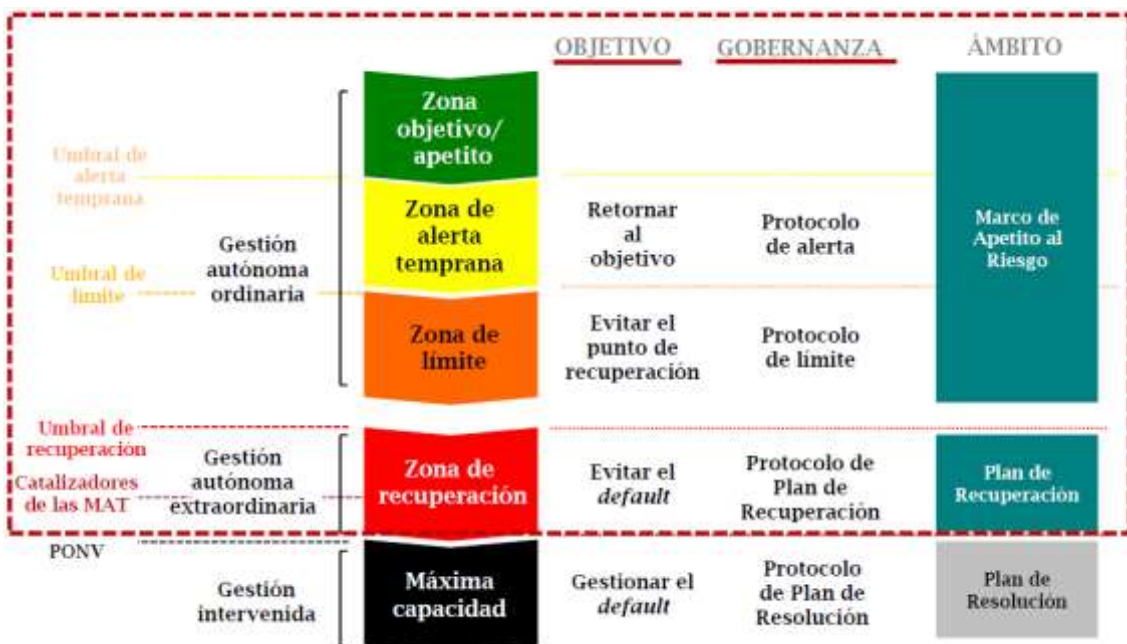 OBJETIVO GOBERNANZA ÁMBITO
Zona
objetivo/
apetito
Umbral de
alerta
temprana
Zona de
alerta
temprana
Retornar
al
objetivo
Protocolo
de alerta
Marco de
Apetito al
Riesgo
Gestión
autónoma
ordinaria
Umbral de
límite
Zona de
límite
Evitar el
punto de
recuperación
Protocolo
de límite
Umbral de
recuperación
Catalizadores
de las MAT
Gestión
autónoma
extraordinaria
Zona de
recuperación
Evitar el
default
Protocolo de
Plan de
Recuperación
Plan de
Recuperación
PONV
Gestión
intervenida
Máxima
capacidad
Gestionar el
default
Protocolo
de Plan de
Resolución
Plan de
Resolución